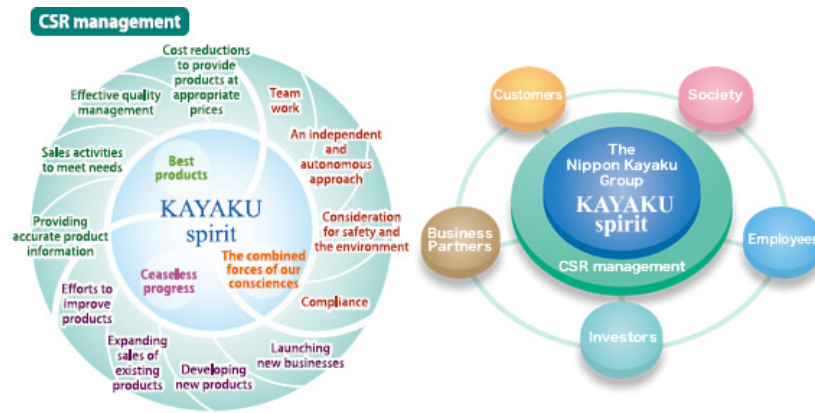 CSR management
Cost reductions
to provide
products at
appropriate
prices
Effective quality
management
Sales activities
to meet needs
Providing
accurate product
information
Efforts to
improve
products
Expanding
sales of
existing
products
Developing
new products
Launching
new businesses
Compliance
Consideration
for safety and
the environment
An independent
and
autonomous
approach
Team
work
Best
products
KAYAKU
spirit
Ceaseless
progress
The combined
forces of our
consciences
Customers
Society
The
Nippon Kayaku
Group
KAYAKU
spirit
CSR management
Business
Partners
Employees
Investors